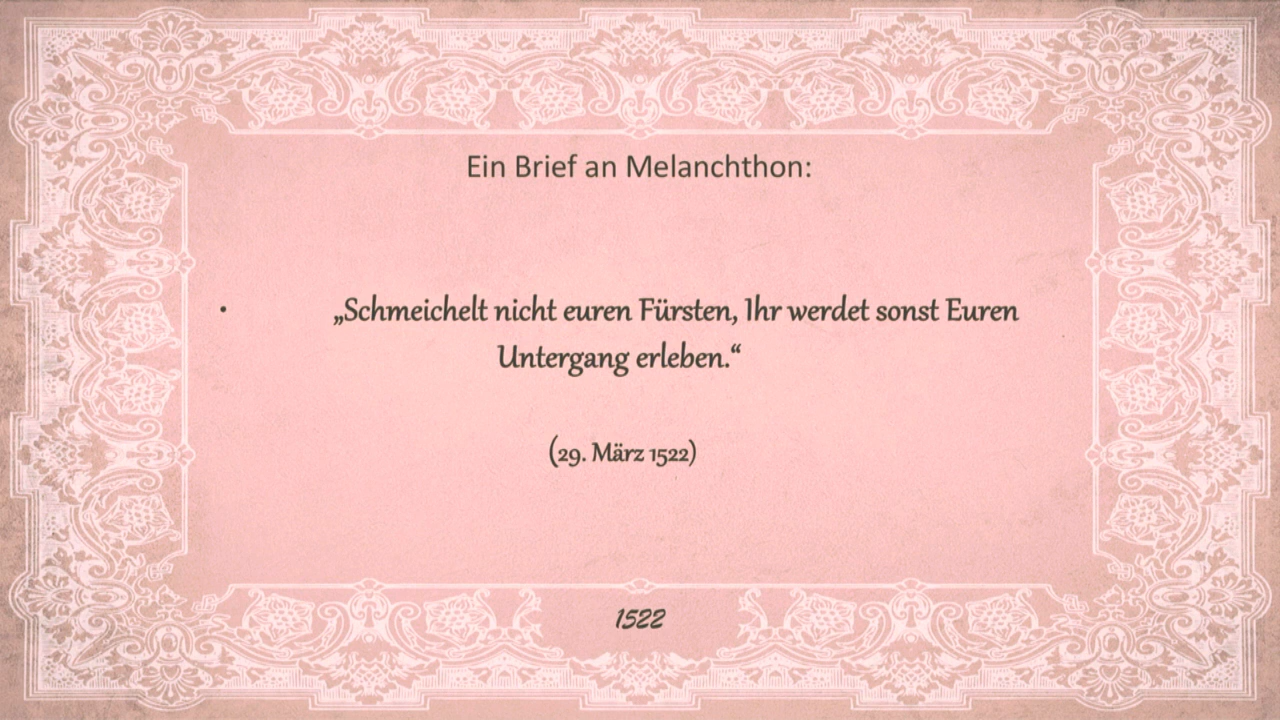 Ein Brief an Melanchthon:
• „Schmeichelt nicht euren Fürsten, Ihr werdet sonst Euren
Untergang erleben.“
(29. März 1522)
1522